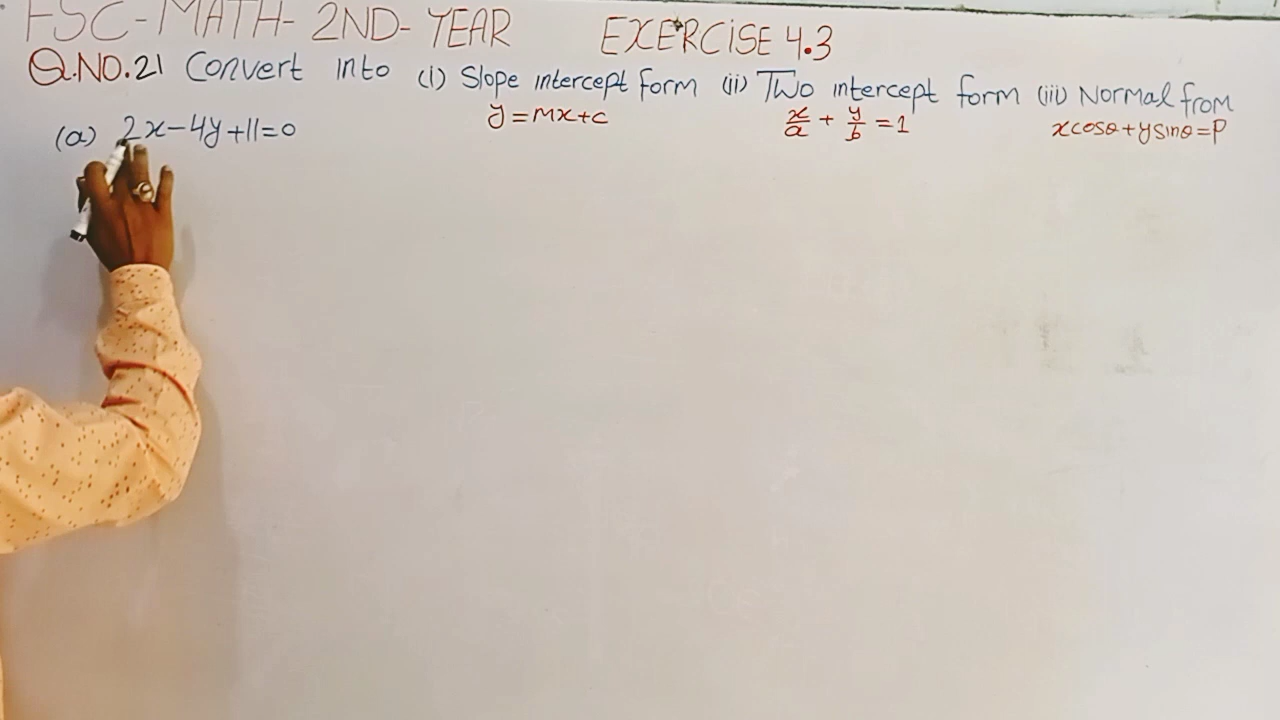 FSC-MATH-2ND-YEAR EXERCISE 4.3
Q.NO.21 Convert into (i) Slope intercept form (ii) Two intercept form (iii) Normal from
y=mx+c x/a + y/b =1 xcosθ+ysinθ=P
(a) 2x-4y+11=0